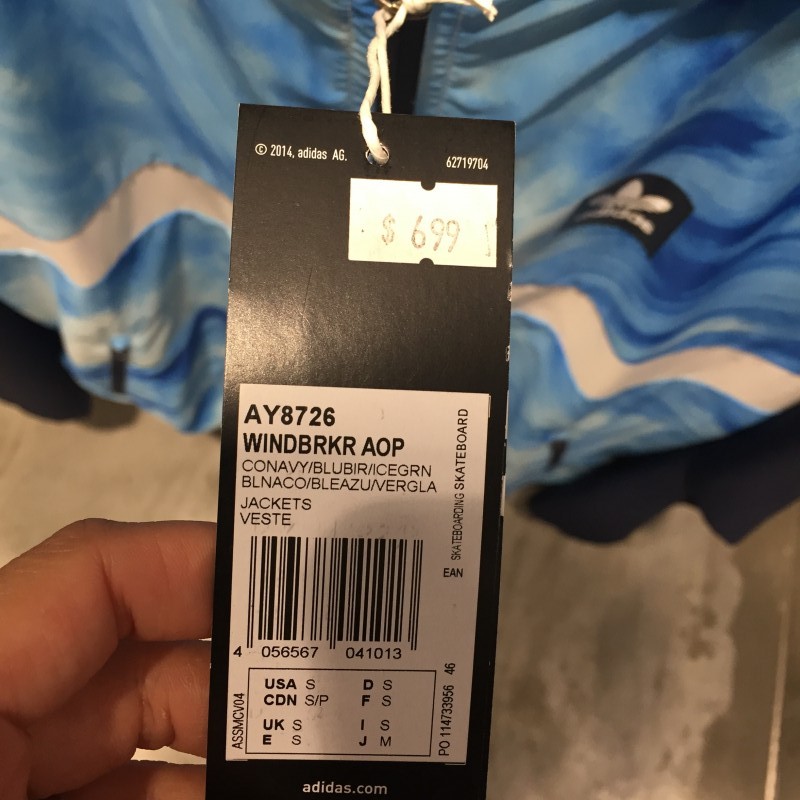 © 2014, adidas AG.
62719704
$ 699
AY8726
WINDBRKR AOP
CONAVY/BLUBIR/ICEGRN
BLNACO/BLEAZU/VERGLA
JACKETS
VESTE
SKATEBOARDING SKATEBOARD
EAN
4 056567 041013
USA S D S
CDN S/P F S
UK S I S
E S J M
ASSMCV04
PO 114733956 46
adidas.com